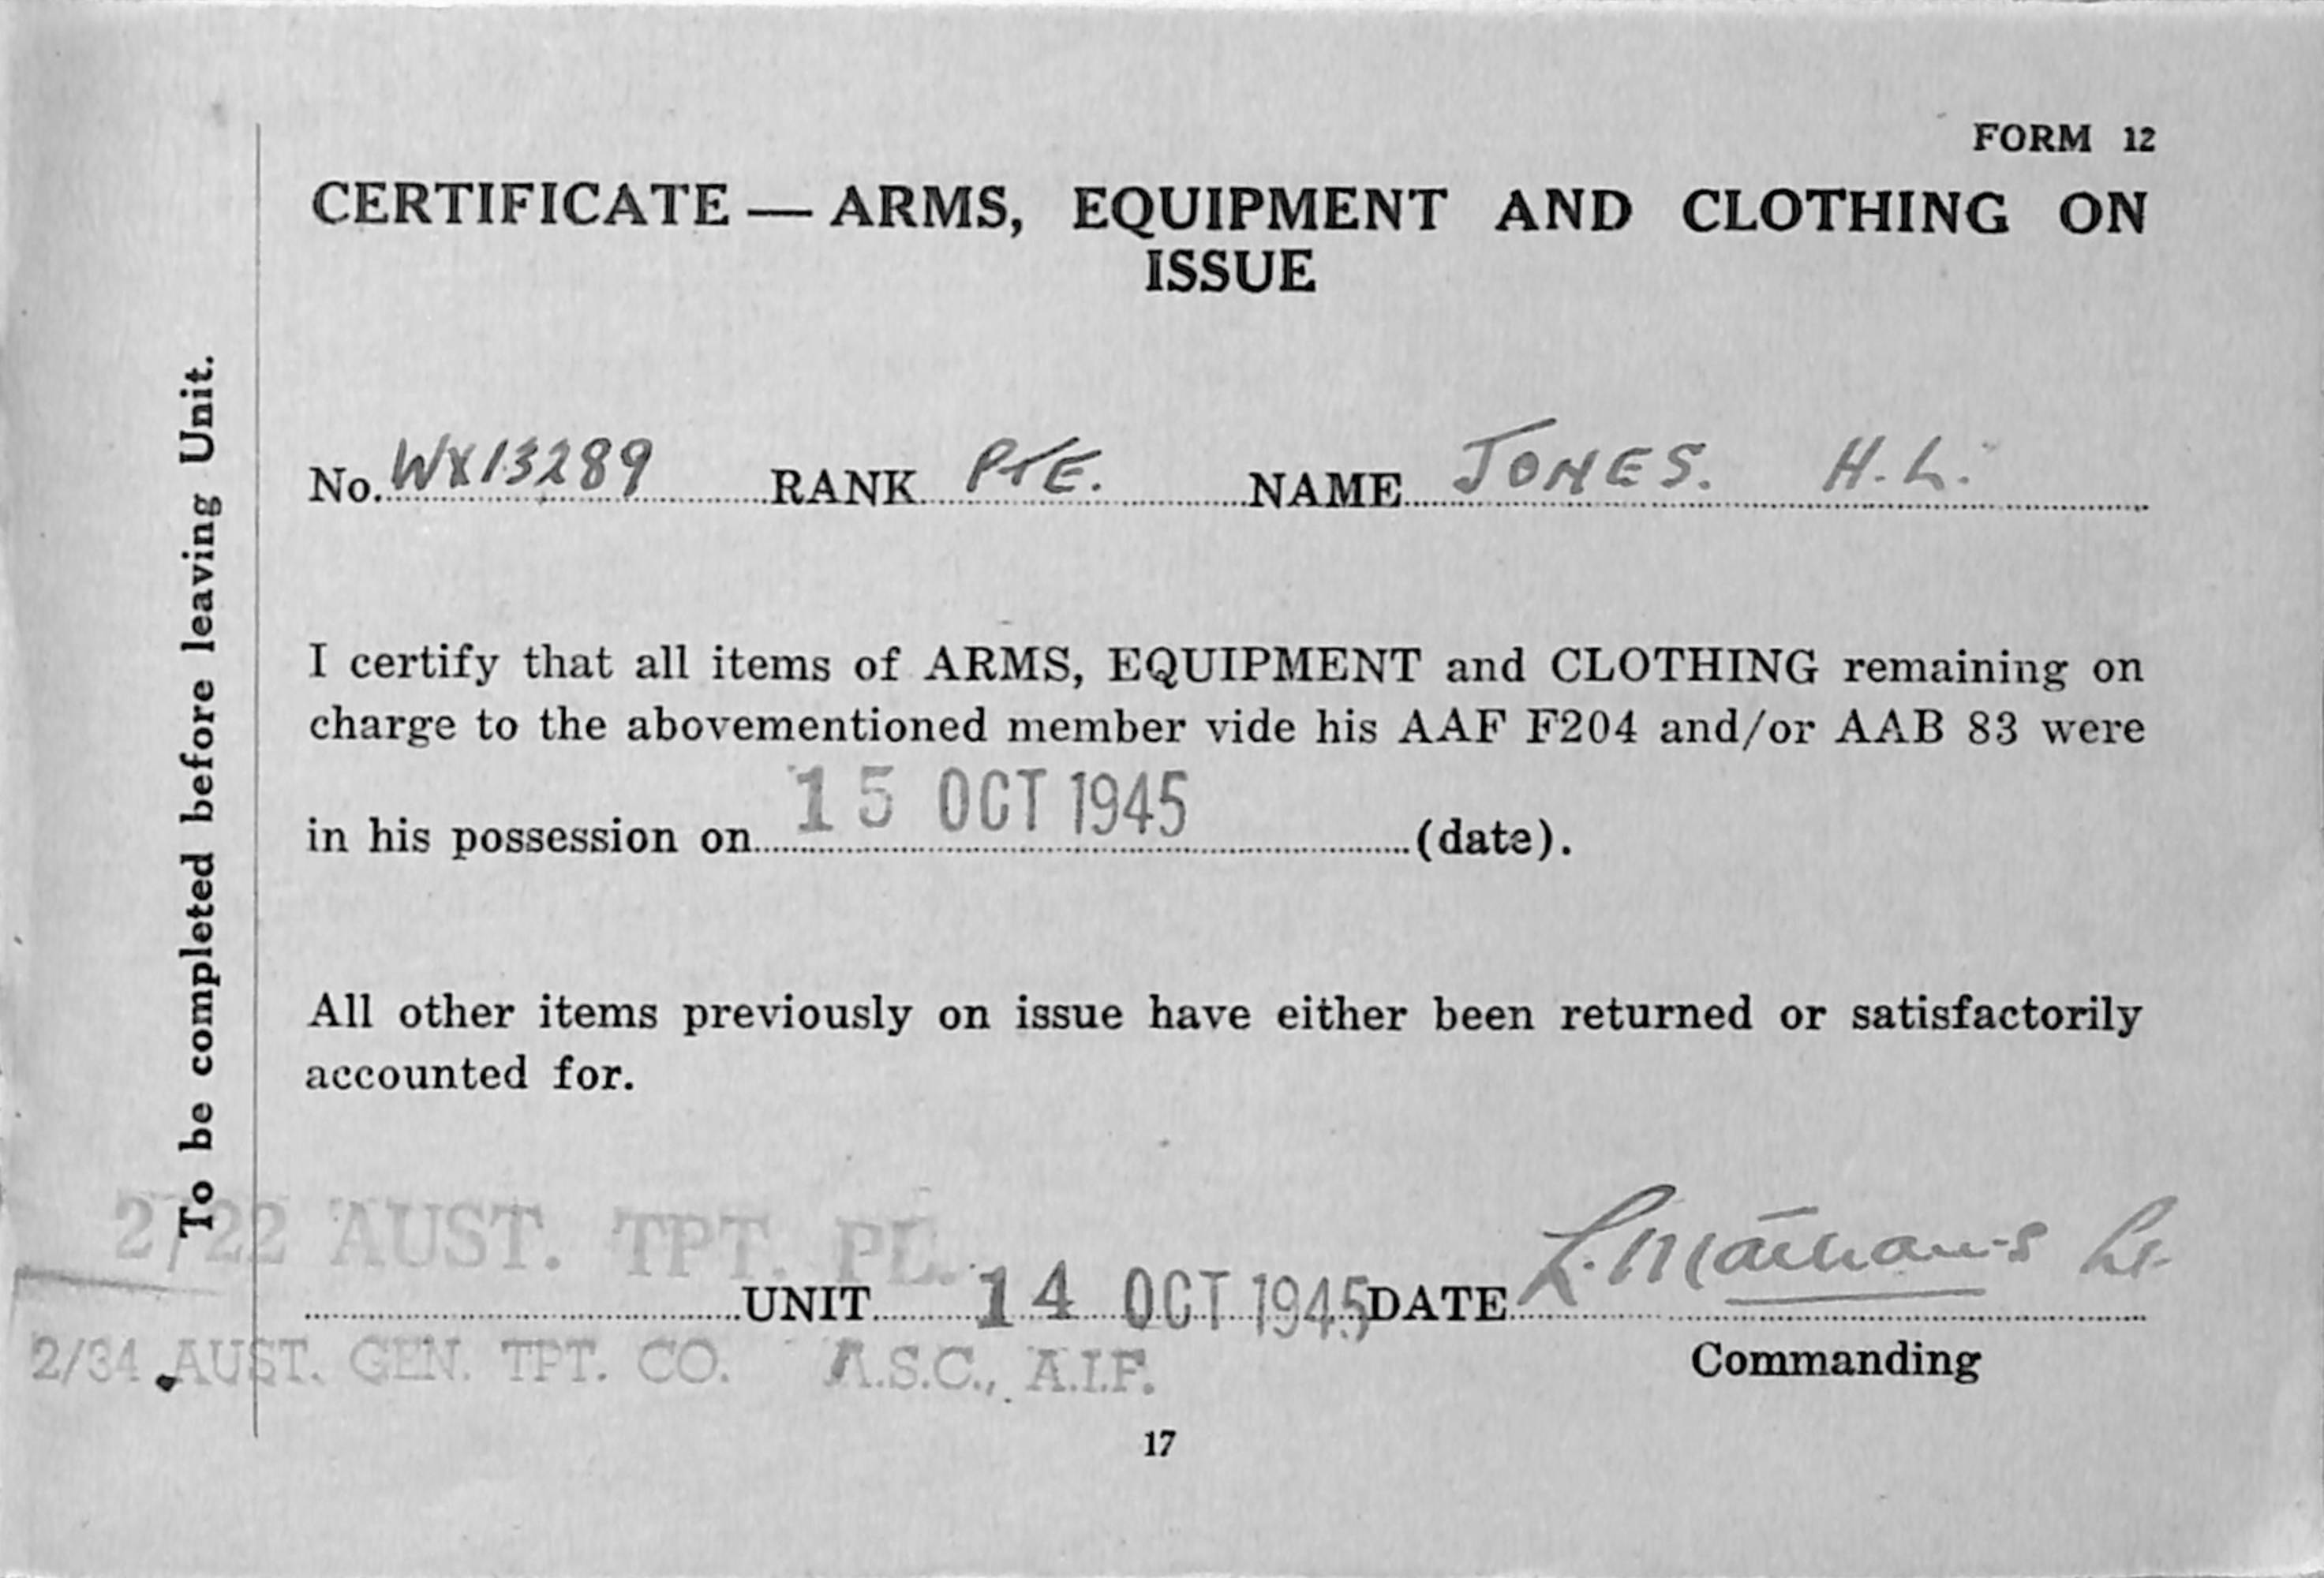 FORM 12
CERTIFICATE — ARMS, EQUIPMENT AND CLOTHING ON
ISSUE
To be completed before leaving Unit.
No. WX13289 RANK PTE. NAME JONES. H.L.
I certify that all items of ARMS, EQUIPMENT and CLOTHING remaining on
charge to the abovementioned member vide his AAF F204 and/or AAB 83 were
in his possession on 15 OCT 1945 (date).
All other items previously on issue have either been returned or satisfactorily
accounted for.
2/22 AUST. TPT. PL.
UNIT 14 OCT 1945 DATE L.
2/34 AUST. GEN. TPT. CO. A.S.C., A.I.F.
Commanding
17